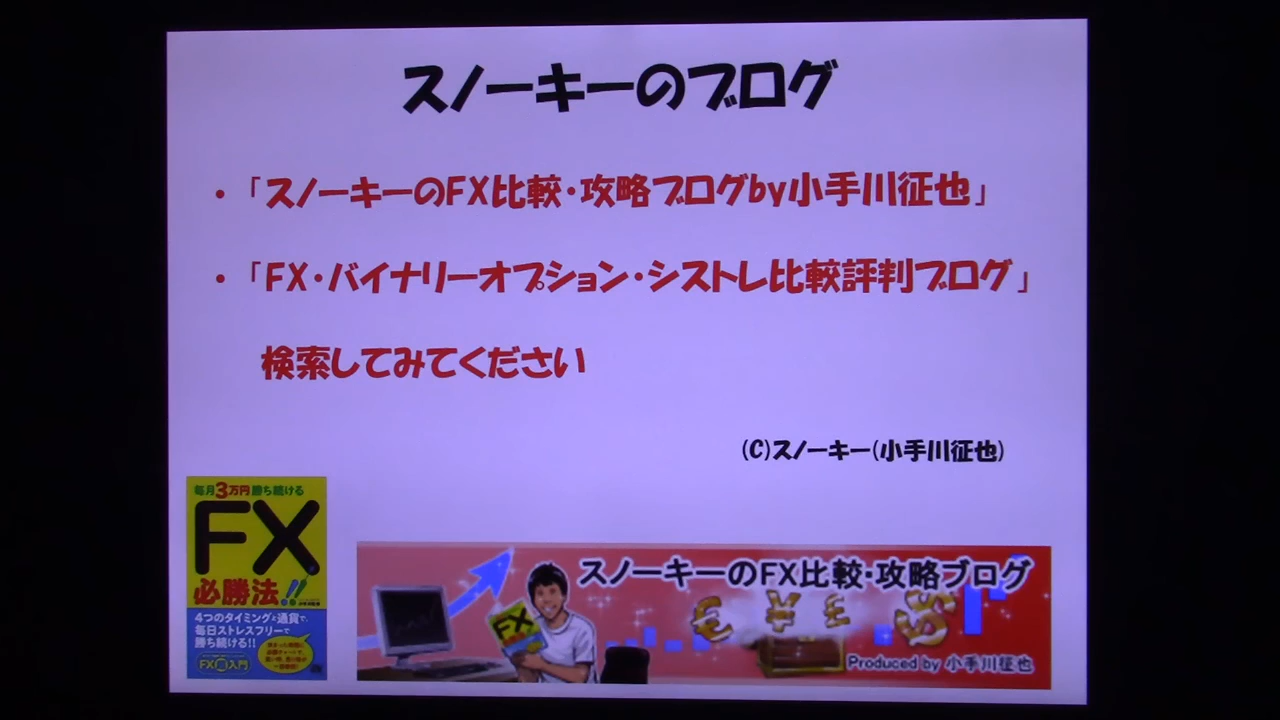 スノーキーのブログ
・「スノーキーのFX比較・攻略ブログby小手川征也」
・「FX・バイナリーオプション・シストレ比較評判ブログ」
検索してみてください
(C)スノーキー(小手川征也)
毎月3万円勝ち続ける
FX
必勝法!!
4つのタイミングと通貨で、
毎日ストレスフリーで
勝ち続ける!!
FX超入門
スノーキーのFX比較・攻略ブログ
FX
Produced by 小手川征也